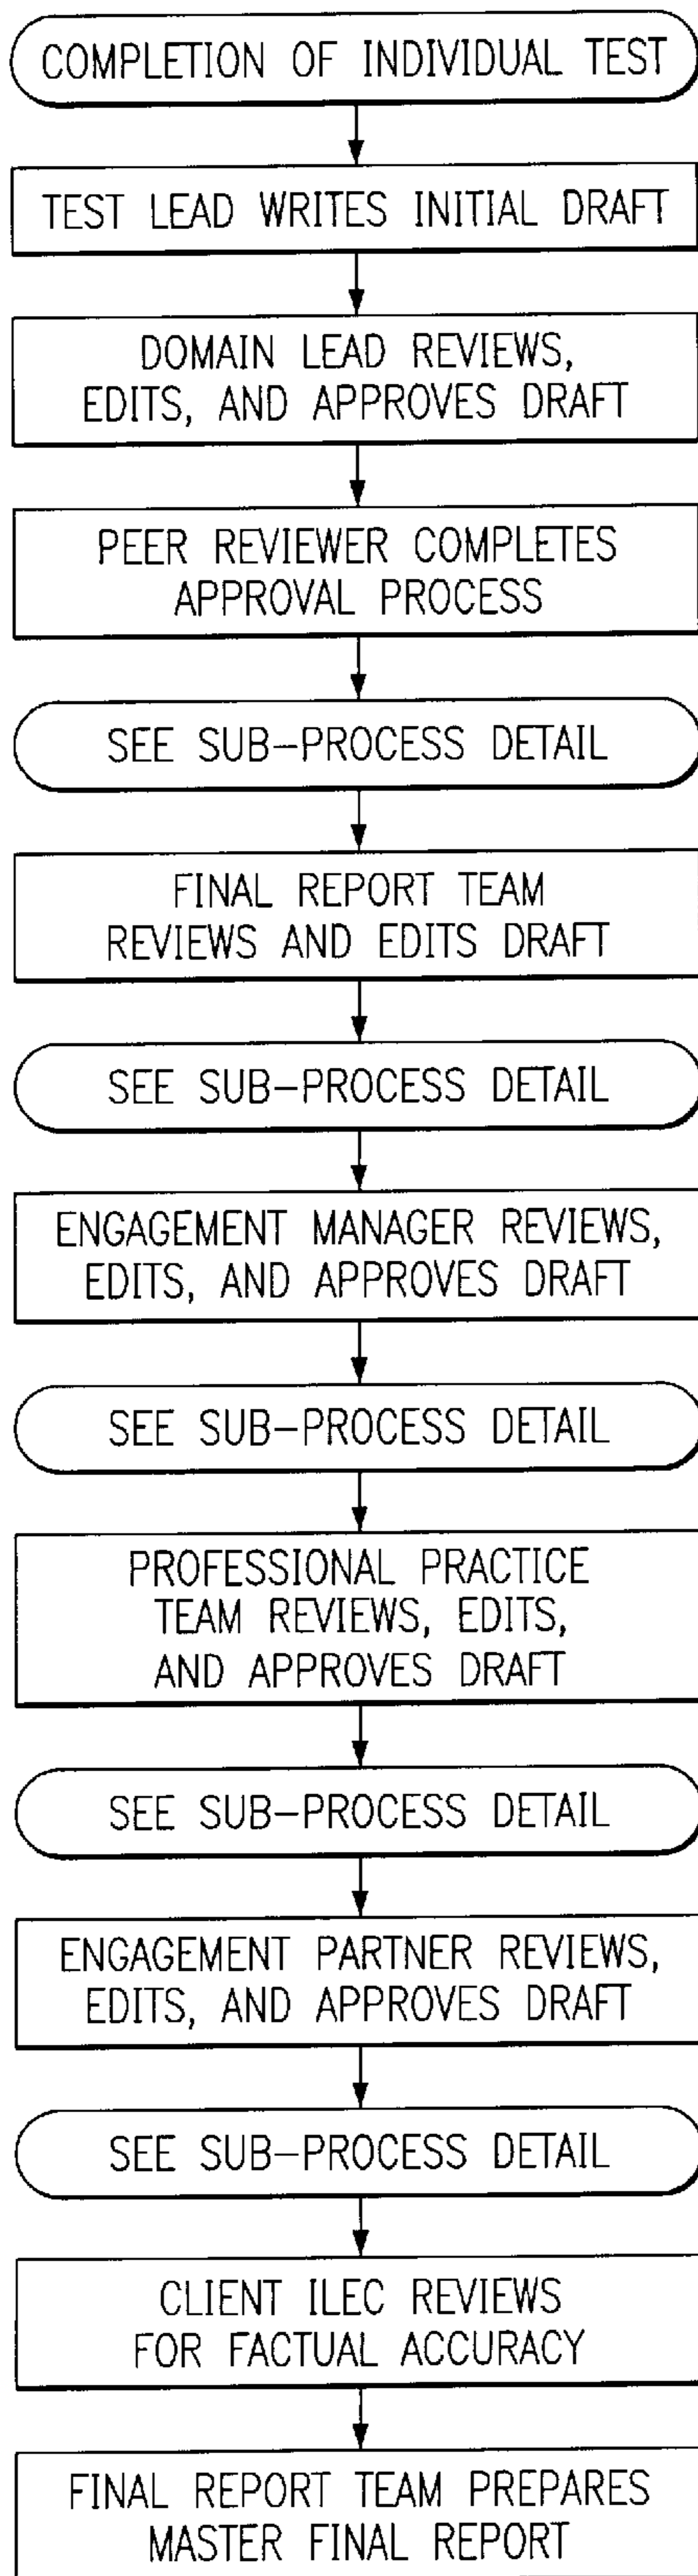 COMPLETION OF INDIVIDUAL TEST
TEST LEAD WRITES INITIAL DRAFT
DOMAIN LEAD REVIEWS,
EDITS, AND APPROVES DRAFT
PEER REVIEWER COMPLETES
APPROVAL PROCESS
SEE SUB-PROCESS DETAIL
FINAL REPORT TEAM
REVIEWS AND EDITS DRAFT
SEE SUB-PROCESS DETAIL
ENGAGEMENT MANAGER REVIEWS,
EDITS, AND APPROVES DRAFT
SEE SUB-PROCESS DETAIL
PROFESSIONAL PRACTICE
TEAM REVIEWS, EDITS,
AND APPROVES DRAFT
SEE SUB-PROCESS DETAIL
ENGAGEMENT PARTNER REVIEWS,
EDITS, AND APPROVES DRAFT
SEE SUB-PROCESS DETAIL
CLIENT ILEC REVIEWS
FOR FACTUAL ACCURACY
FINAL REPORT TEAM PREPARES
MASTER FINAL REPORT